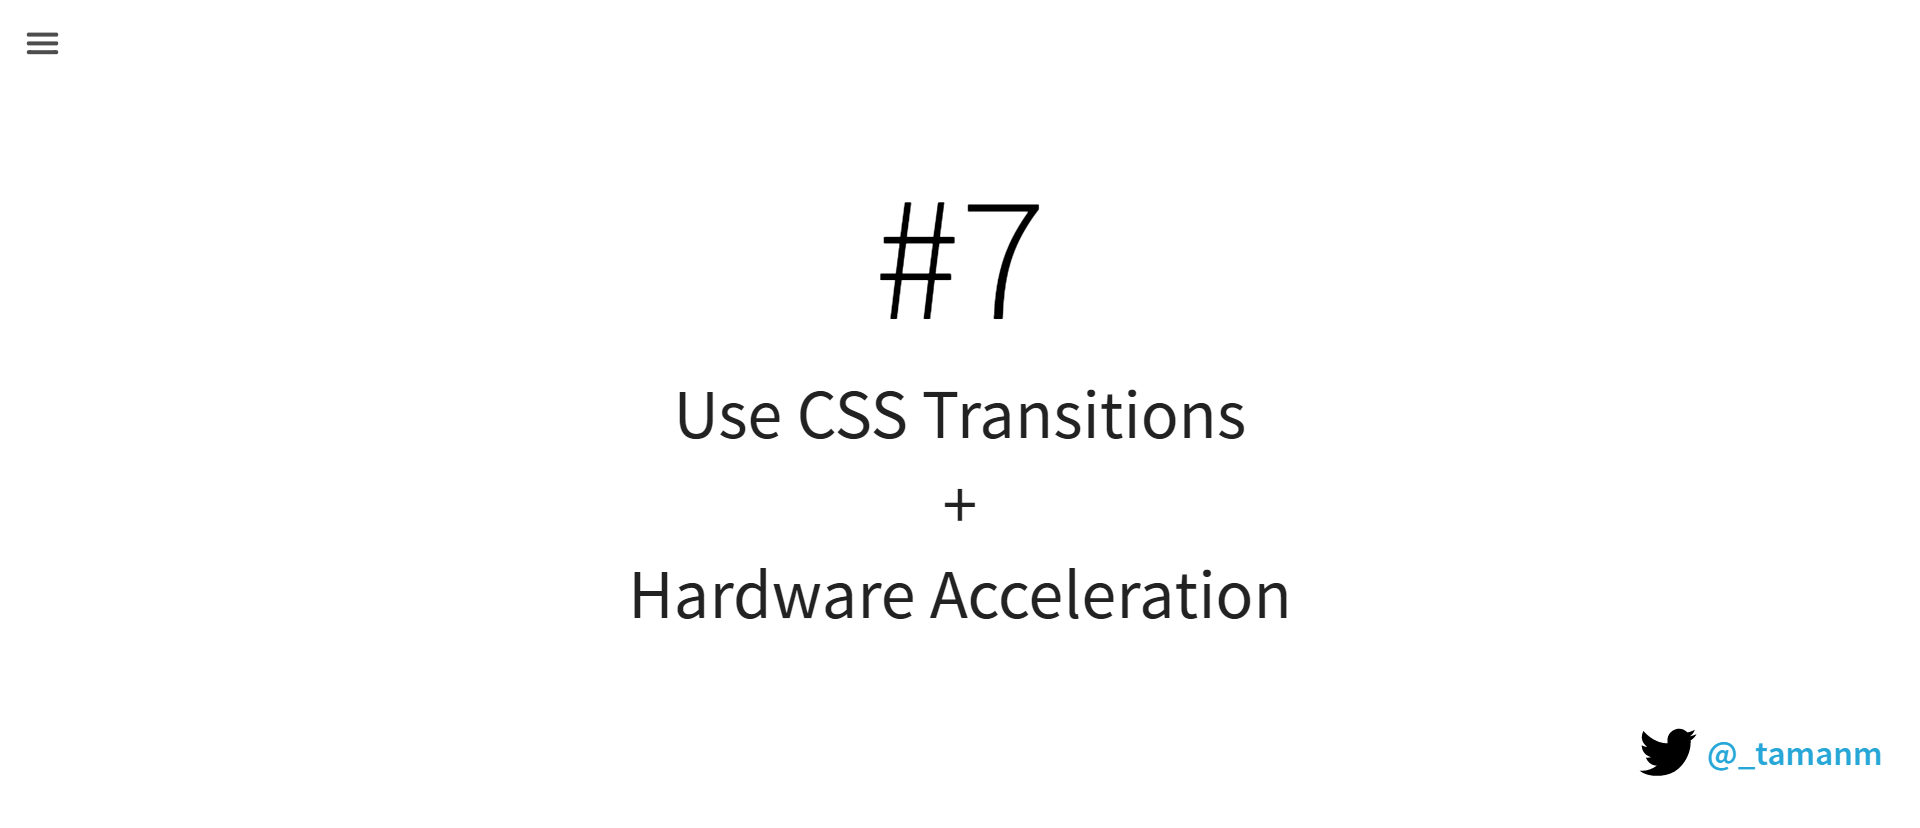 #7
Use CSS Transitions
+
Hardware Acceleration
@_tamanm